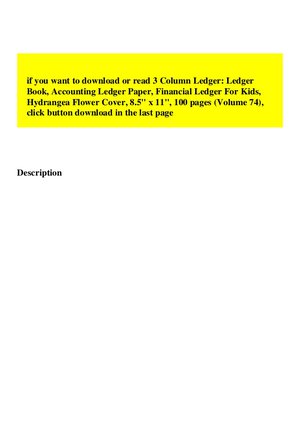 if you want to download or read 3 Column Ledger: Ledger
Book, Accounting Ledger Paper, Financial Ledger For Kids,
Hydrangea Flower Cover, 8.5" x 11", 100 pages (Volume 74),
click button download in the last page
Description